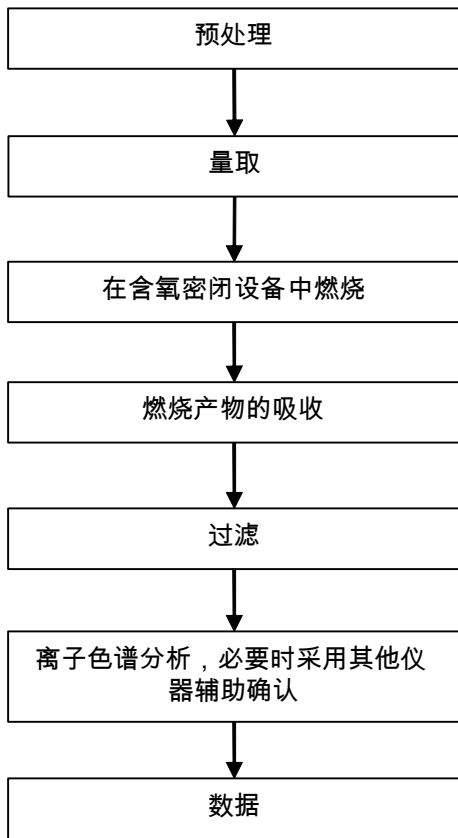 预处理
量取
在含氧密闭设备中燃烧
燃烧产物的吸收
过滤
离子色谱分析，必要时采用其他仪
器辅助确认
数据